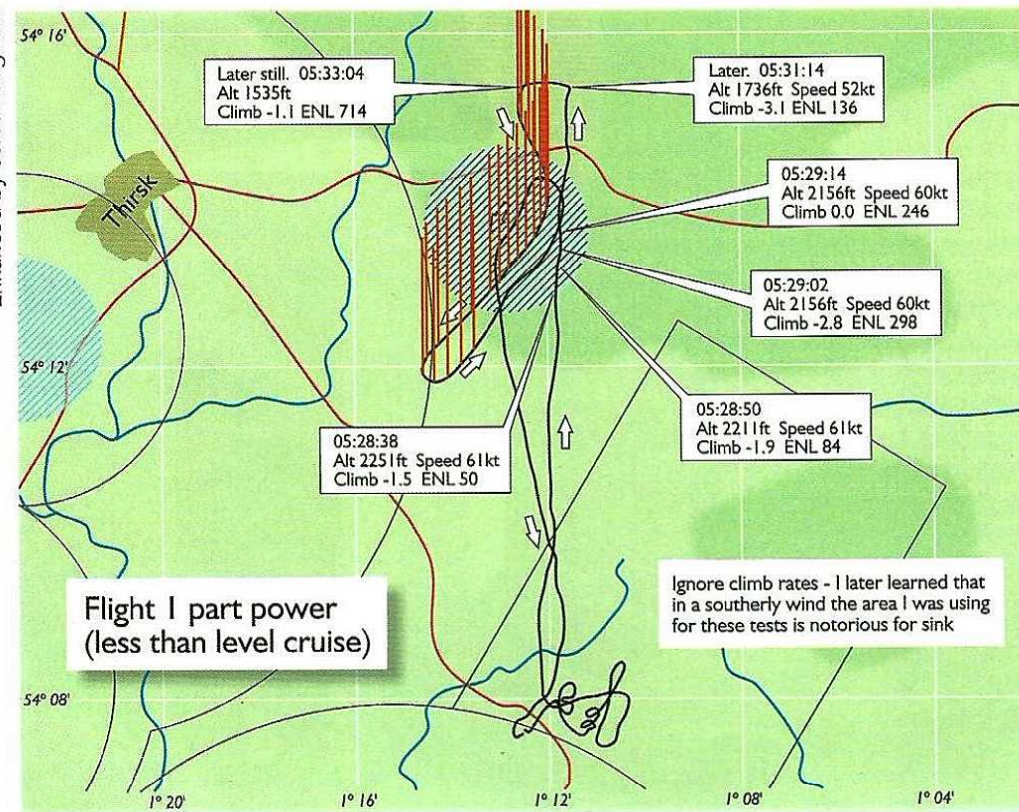 54° 16'
Later still. 05:33:04
Alt 1535ft
Climb -1.1 ENL 714
Later. 05:31:14
Alt 1736ft Speed 52kt
Climb -3.1 ENL 136
Thirsk
05:29:14
Alt 2156ft Speed 60kt
Climb 0.0 ENL 246
05:29:02
Alt 2156ft Speed 60kt
Climb -2.8 ENL 298
54° 12'
05:28:50
Alt 2211ft Speed 61kt
Climb -1.9 ENL 84
05:28:38
Alt 2251ft Speed 61kt
Climb -1.5 ENL 50
Flight 1 part power
(less than level cruise)
Ignore climb rates - I later learned that
in a southerly wind the area I was using
for these tests is notorious for sink
54° 08'
1° 20'
1° 16'
1° 12'
1° 08'
1° 04'